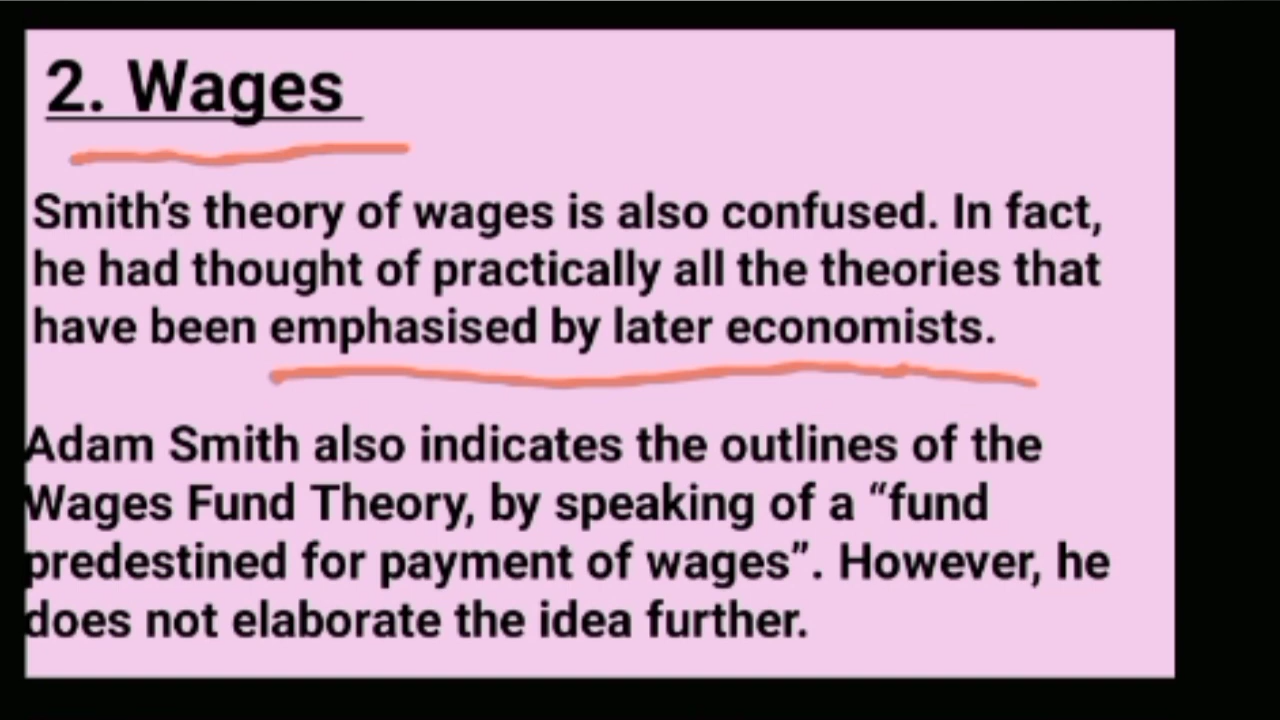 2. Wages
Smith’s theory of wages is also confused. In fact,
he had thought of practically all the theories that
have been emphasised by later economists.
Adam Smith also indicates the outlines of the
Wages Fund Theory, by speaking of a “fund
predestined for payment of wages”. However, he
does not elaborate the idea further.